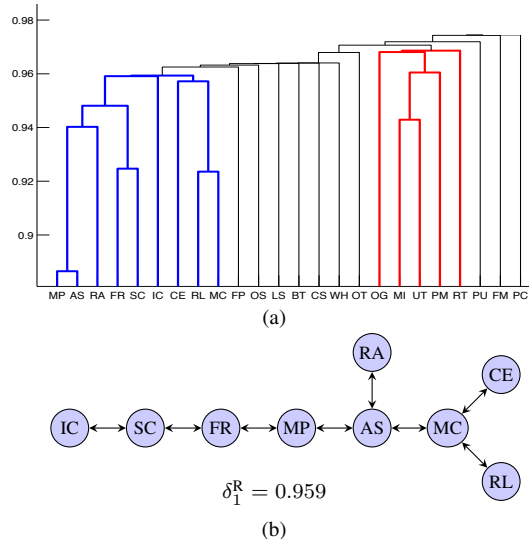 0.98
0.96
0.94
0.92
0.9
MP AS RA FR SC IC CE RL MC FP OS LS BT CS WH OT OG MI UT PM RT PU FM PC
(a)
RA
CE
IC SC FR MP AS MC
RL
δ₁ᴿ = 0.959
(b)